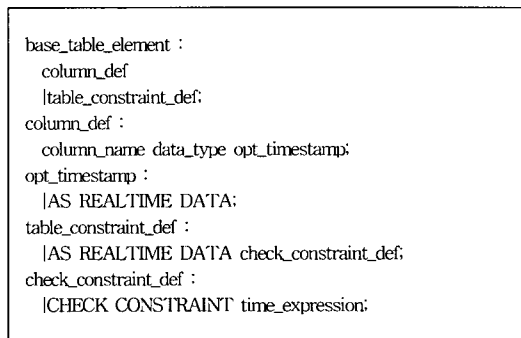 base_table_element :
column_def
|table_constraint_def;
column_def :
column_name data_type opt_timestamp;
opt_timestamp :
|AS REALTIME DATA;
table_constraint_def :
|AS REALTIME DATA check_constraint_def;
check_constraint_def :
|CHECK CONSTRAINT time_expression;